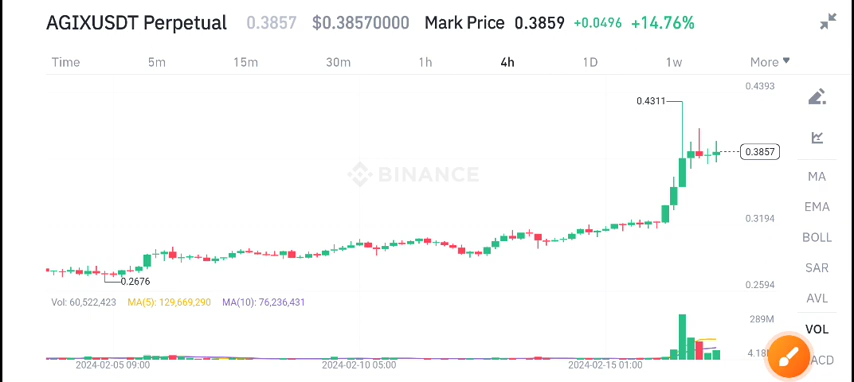 AGIXUSDT Perpetual 0.3857 $0.38570000 Mark Price 0.3859 +0.0496 +14.76%
Time 5m 15m 30m 1h 4h 1D 1w More
0.4393
0.4311
0.3857
BINANCE
MA
EMA
0.3194
BOLL
SAR
0.2676
0.2594
AVL
Vol: 60,522,423 MA(5): 129,669,290 MA(10): 76,236,431
289M
VOL
4.18
ACD
2024-02-05 09:00 2024-02-10 05:00 2024-02-15 01:00